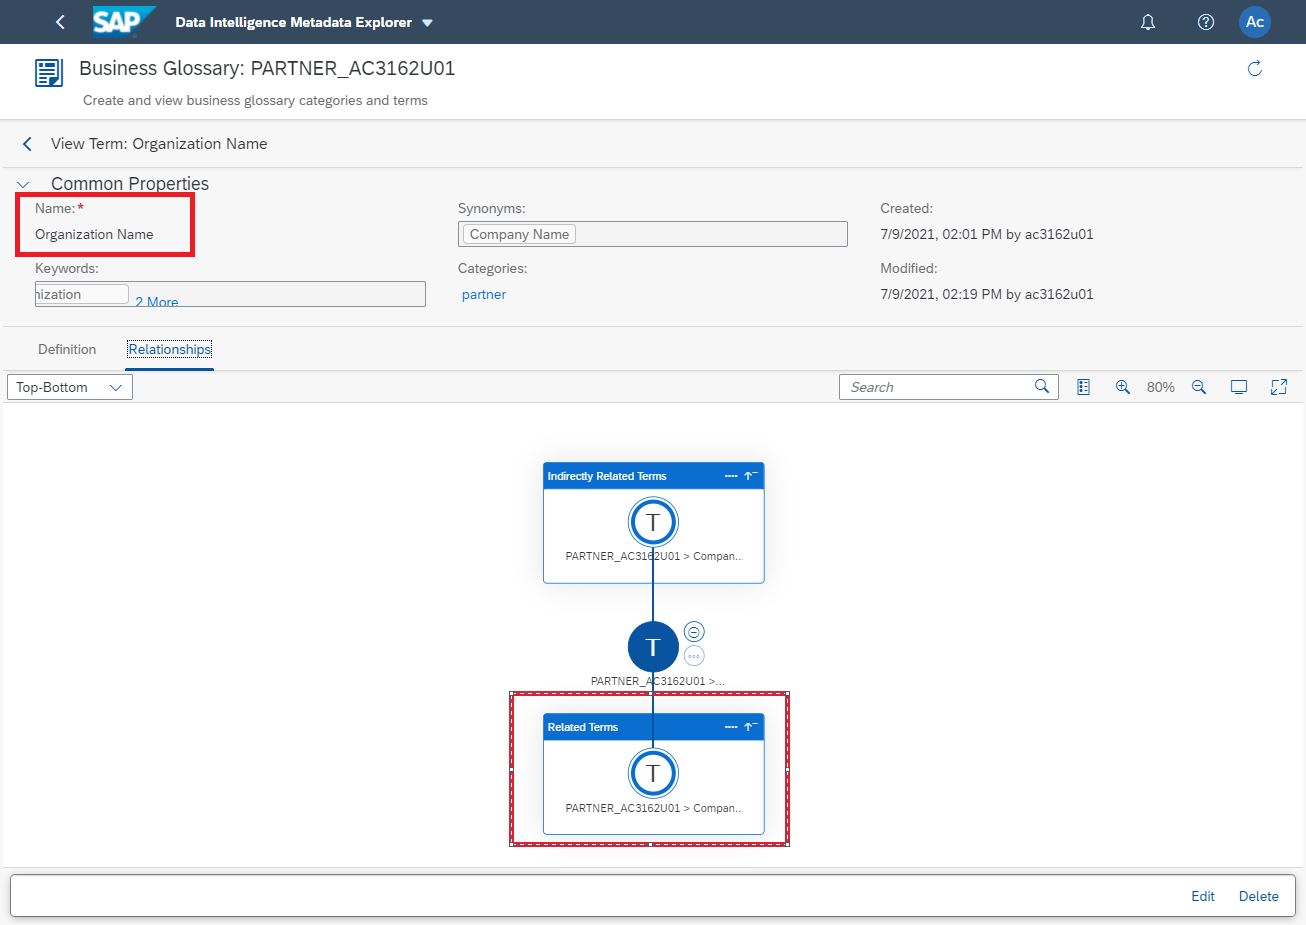 SAP Data Intelligence Metadata Explorer Ac
Business Glossary: PARTNER_AC3162U01
Create and view business glossary categories and terms
View Term: Organization Name
Common Properties
Name:* Synonyms: Created:
Organization Name Company Name 7/9/2021, 02:01 PM by ac3162u01
Keywords: Categories: Modified:
nization 2 More partner 7/9/2021, 02:19 PM by ac3162u01
Definition Relationships
Top-Bottom Search 80%
Indirectly Related Terms
T
PARTNER_AC3162U01 > Compan...
T
PARTNER_AC3162U01 >...
Related Terms
T
PARTNER_AC3162U01 > Compan...
Edit Delete